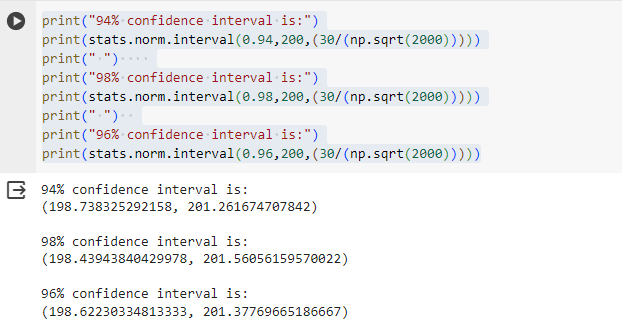 print("94% confidence interval is:")
print(stats.norm.interval(0.94,200,(30/(np.sqrt(2000)))))
print(" ")
print("98% confidence interval is:")
print(stats.norm.interval(0.98,200,(30/(np.sqrt(2000)))))
print(" ")
print("96% confidence interval is:")
print(stats.norm.interval(0.96,200,(30/(np.sqrt(2000)))))
94% confidence interval is:
(198.738325292158, 201.261674707842)
98% confidence interval is:
(198.43943840429978, 201.56056159570022)
96% confidence interval is:
(198.62230334813333, 201.37769665186667)